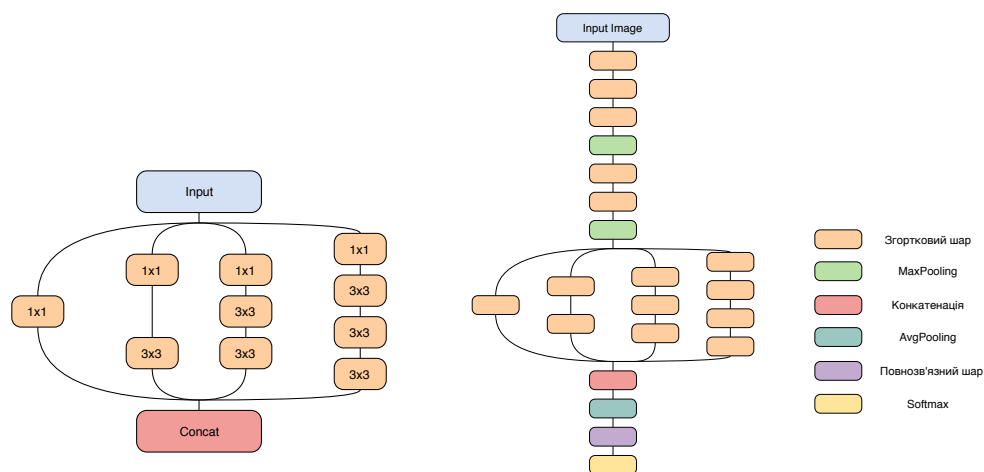 Input
1x1
1x1
3x3
1x1
3x3
3x3
1x1
3x3
3x3
3x3
Concat
Input Image
Згортковий шар
MaxPooling
Конкатенація
AvgPooling
Повнозв'язний шар
Softmax